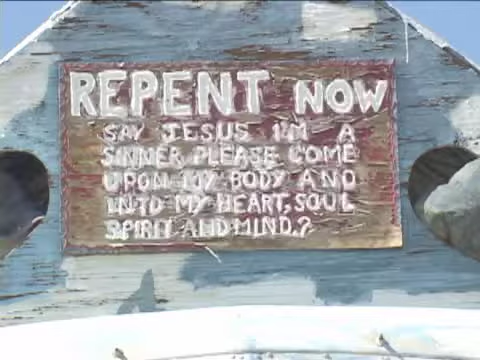 REPENT NOW
SAY JESUS I'M A
SINNER PLEASE COME
UPON MY BODY AND
INTO MY HEART, SOUL
SPIRIT AND MIND.?